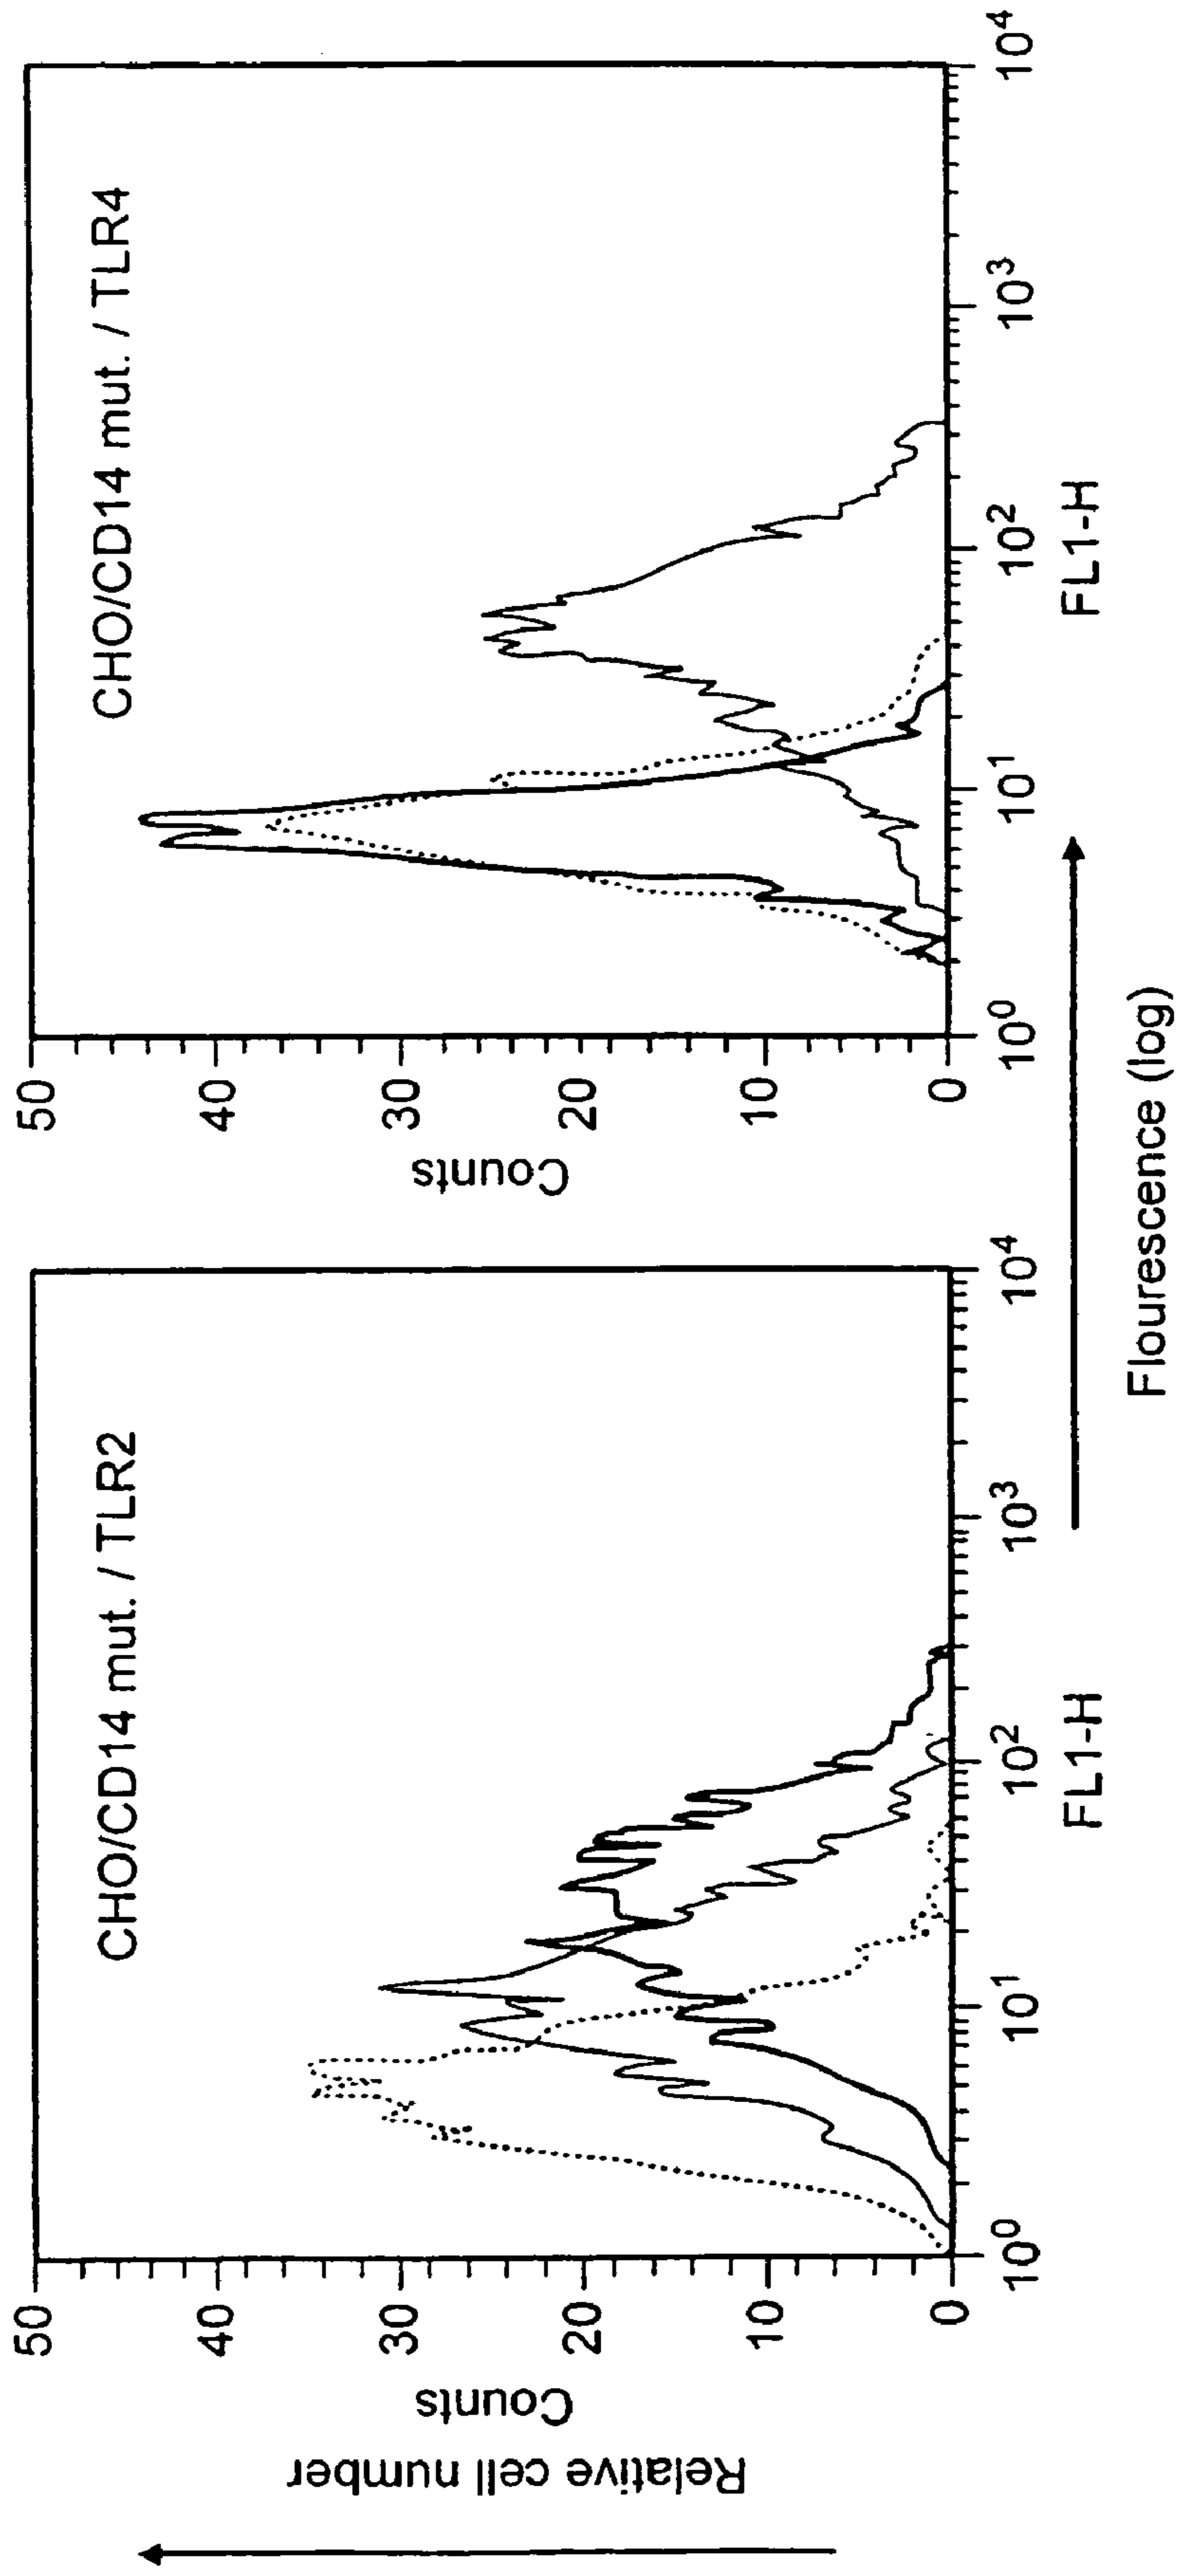 CHO/CD14 mut. / TLR2
50
40
30
20
10
0
Counts
Relative cell number
10⁰
10¹
10²
10³
10⁴
FL1-H
CHO/CD14 mut. / TLR4
50
40
30
20
10
0
Counts
10⁰
10¹
10²
10³
10⁴
FL1-H
Flourescence (log)